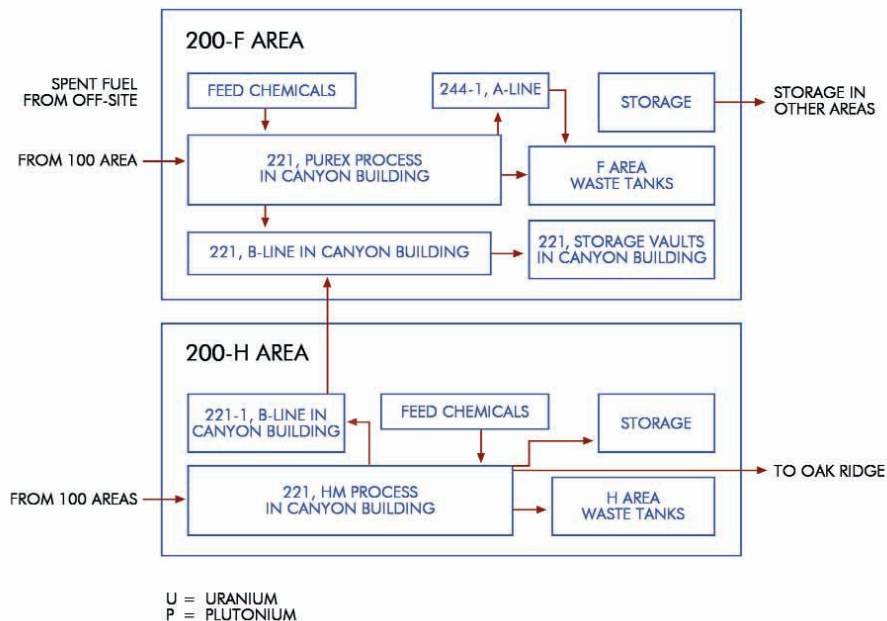 200-F AREA
SPENT FUEL
FROM OFF-SITE
FEED CHEMICALS
244-1, A-LINE
STORAGE
STORAGE IN
OTHER AREAS
FROM 100 AREA
221, PUREX PROCESS
IN CANYON BUILDING
F AREA
WASTE TANKS
221, B-LINE IN CANYON BUILDING
221, STORAGE VAULTS
IN CANYON BUILDING
200-H AREA
221-1, B-LINE IN
CANYON BUILDING
FEED CHEMICALS
STORAGE
TO OAK RIDGE
FROM 100 AREAS
221, HM PROCESS
IN CANYON BUILDING
H AREA
WASTE TANKS
U = URANIUM
P = PLUTONIUM